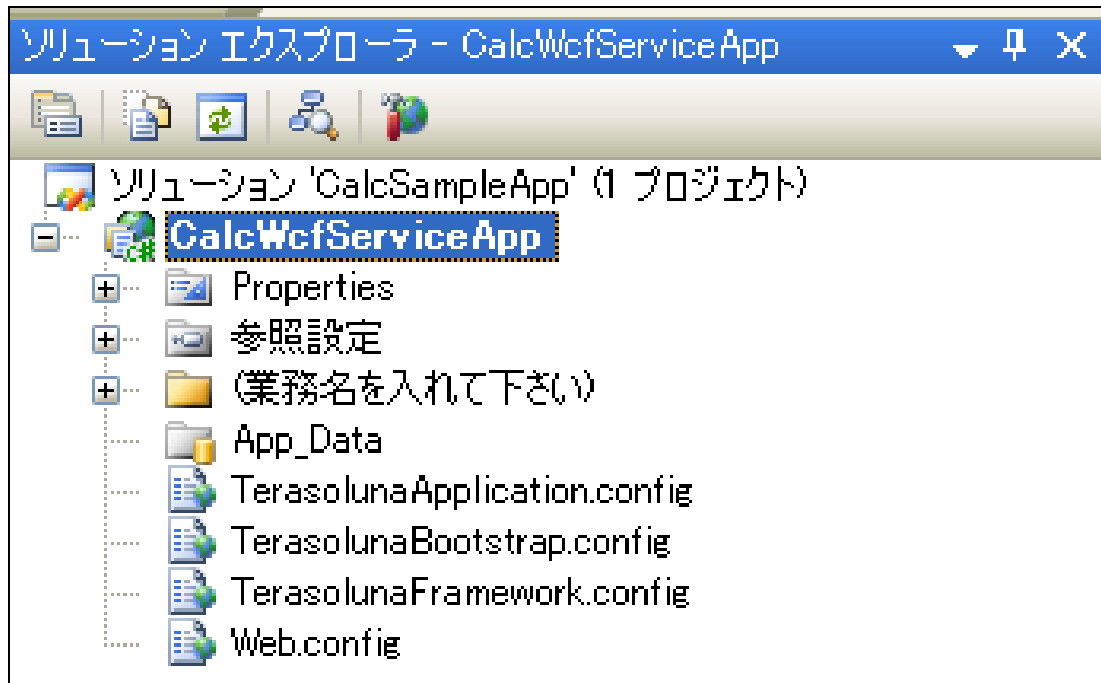 ソリューション エクスプローラ - CalcWcfServiceApp
ソリューション 'CalcSampleApp' (1 プロジェクト)
CalcWcfServiceApp
Properties
参照設定
(業務名を入れて下さい)
App_Data
TerasolunaApplication.config
TerasolunaBootstrap.config
TerasolunaFramework.config
Web.config